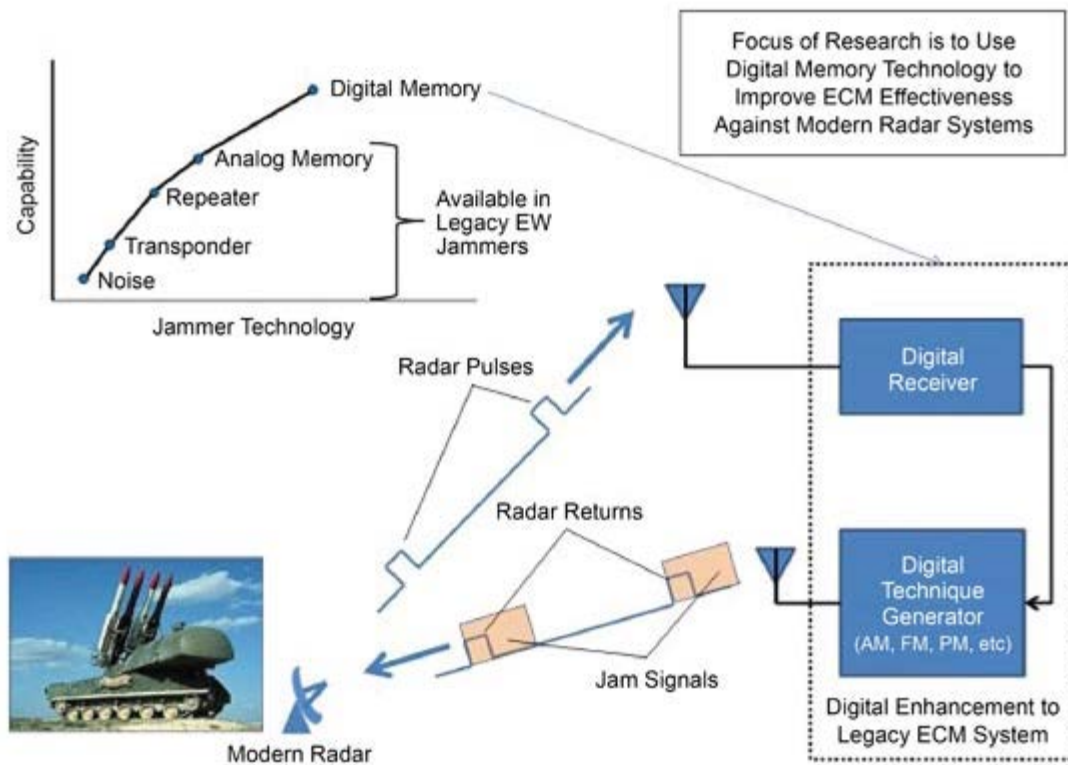 Focus of Research is to Use
Digital Memory Technology to
Improve ECM Effectiveness
Against Modern Radar Systems
Capability
Digital Memory
Analog Memory
Repeater
Transponder
Noise
Available in
Legacy EW
Jammers
Jammer Technology
Radar Pulses
Digital
Receiver
Radar Returns
Digital
Technique
Generator
(AM, FM, PM, etc)
Jam Signals
Modern Radar
Digital Enhancement to
Legacy ECM System